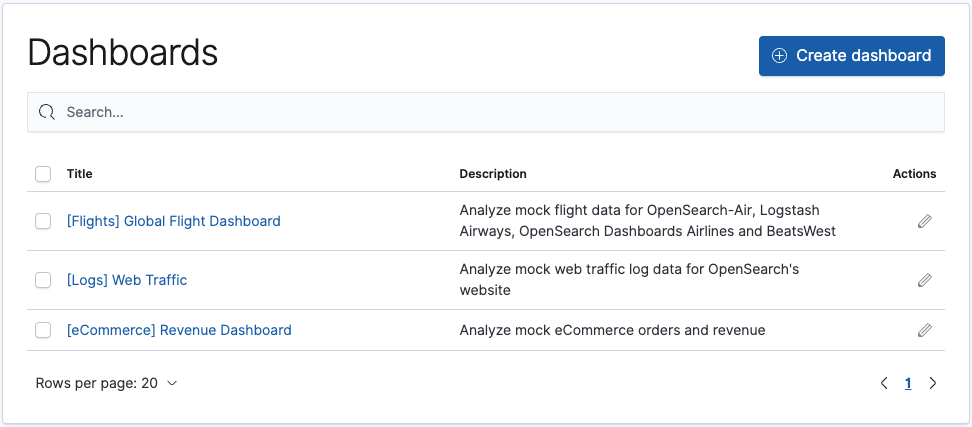 Dashboards
Create dashboard
Search...
Title Description Actions
[Flights] Global Flight Dashboard
Analyze mock flight data for OpenSearch-Air, Logstash
Airways, OpenSearch Dashboards Airlines and BeatsWest
[Logs] Web Traffic
Analyze mock web traffic log data for OpenSearch's
website
[eCommerce] Revenue Dashboard
Analyze mock eCommerce orders and revenue
Rows per page: 20
1